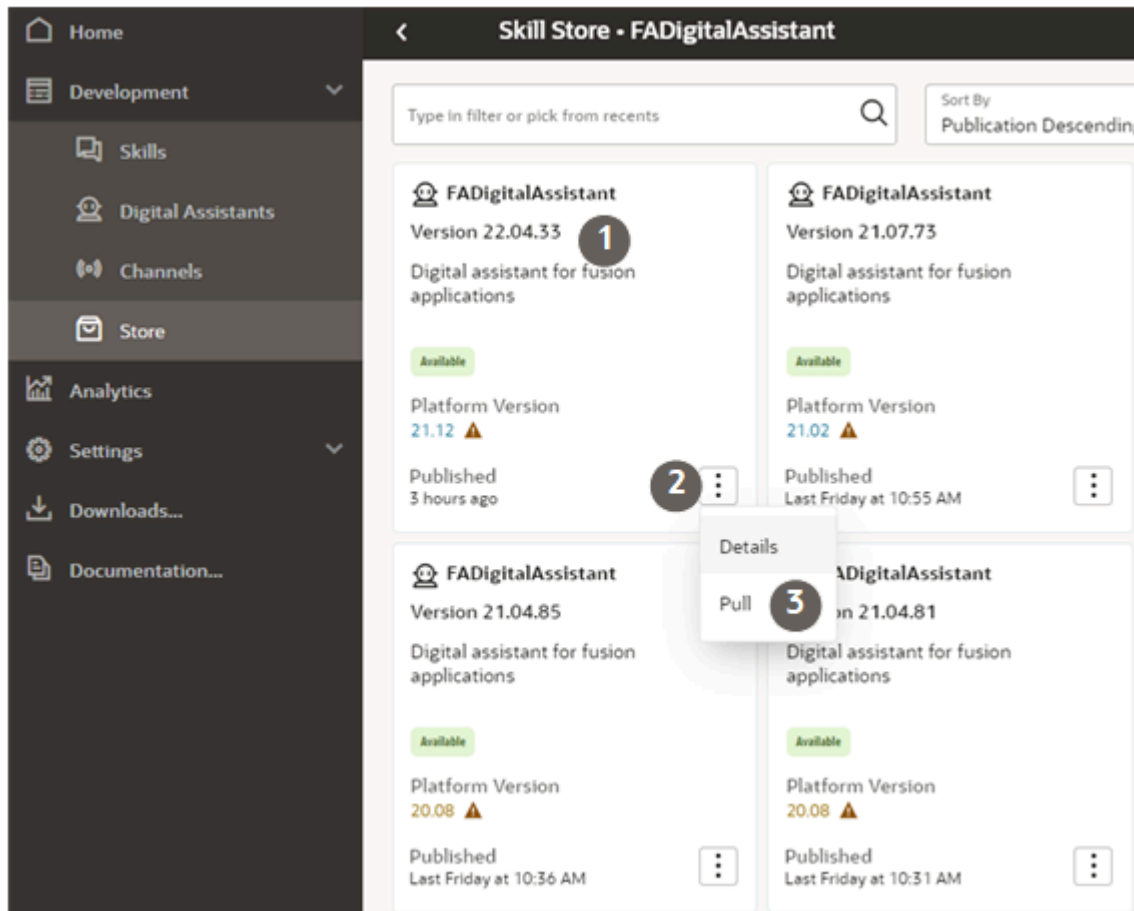 Home
Development
Skills
Digital Assistants
Channels
Store
Analytics
Settings
Downloads...
Documentation...
Skill Store - FADigitalAssistant
Type in filter or pick from recents
Sort By
Publication Descending
FADigitalAssistant
Version 22.04.33
1
Digital assistant for fusion
applications
Available
Platform Version
21.12
Published
3 hours ago
2
Details
Pull
3
FADigitalAssistant
Version 21.07.73
Digital assistant for fusion
applications
Available
Platform Version
21.02
Published
Last Friday at 10:55 AM
FADigitalAssistant
Version 21.04.85
Digital assistant for fusion
applications
Available
Platform Version
20.08
Published
Last Friday at 10:36 AM
ADigitalAssistant
on 21.04.81
Digital assistant for fusion
applications
Available
Platform Version
20.08
Published
Last Friday at 10:31 AM